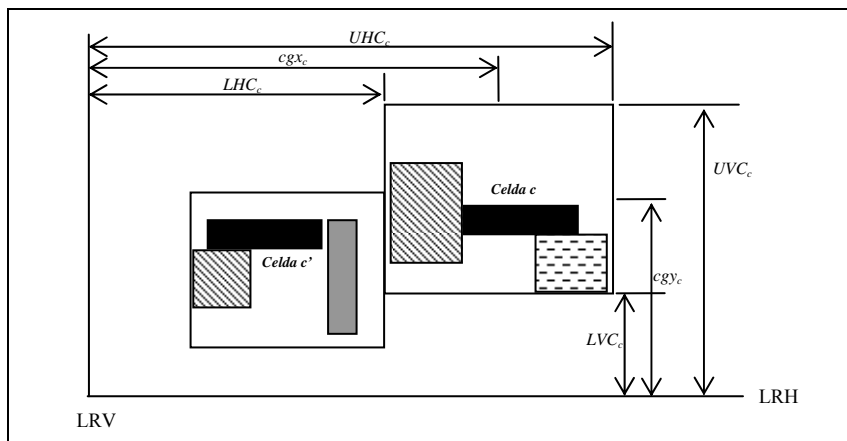 UHC_c
cgx_c
LHC_c
UVC_c
Celda c
Celda c’
cgy_c
LVC_c
LRH
LRV